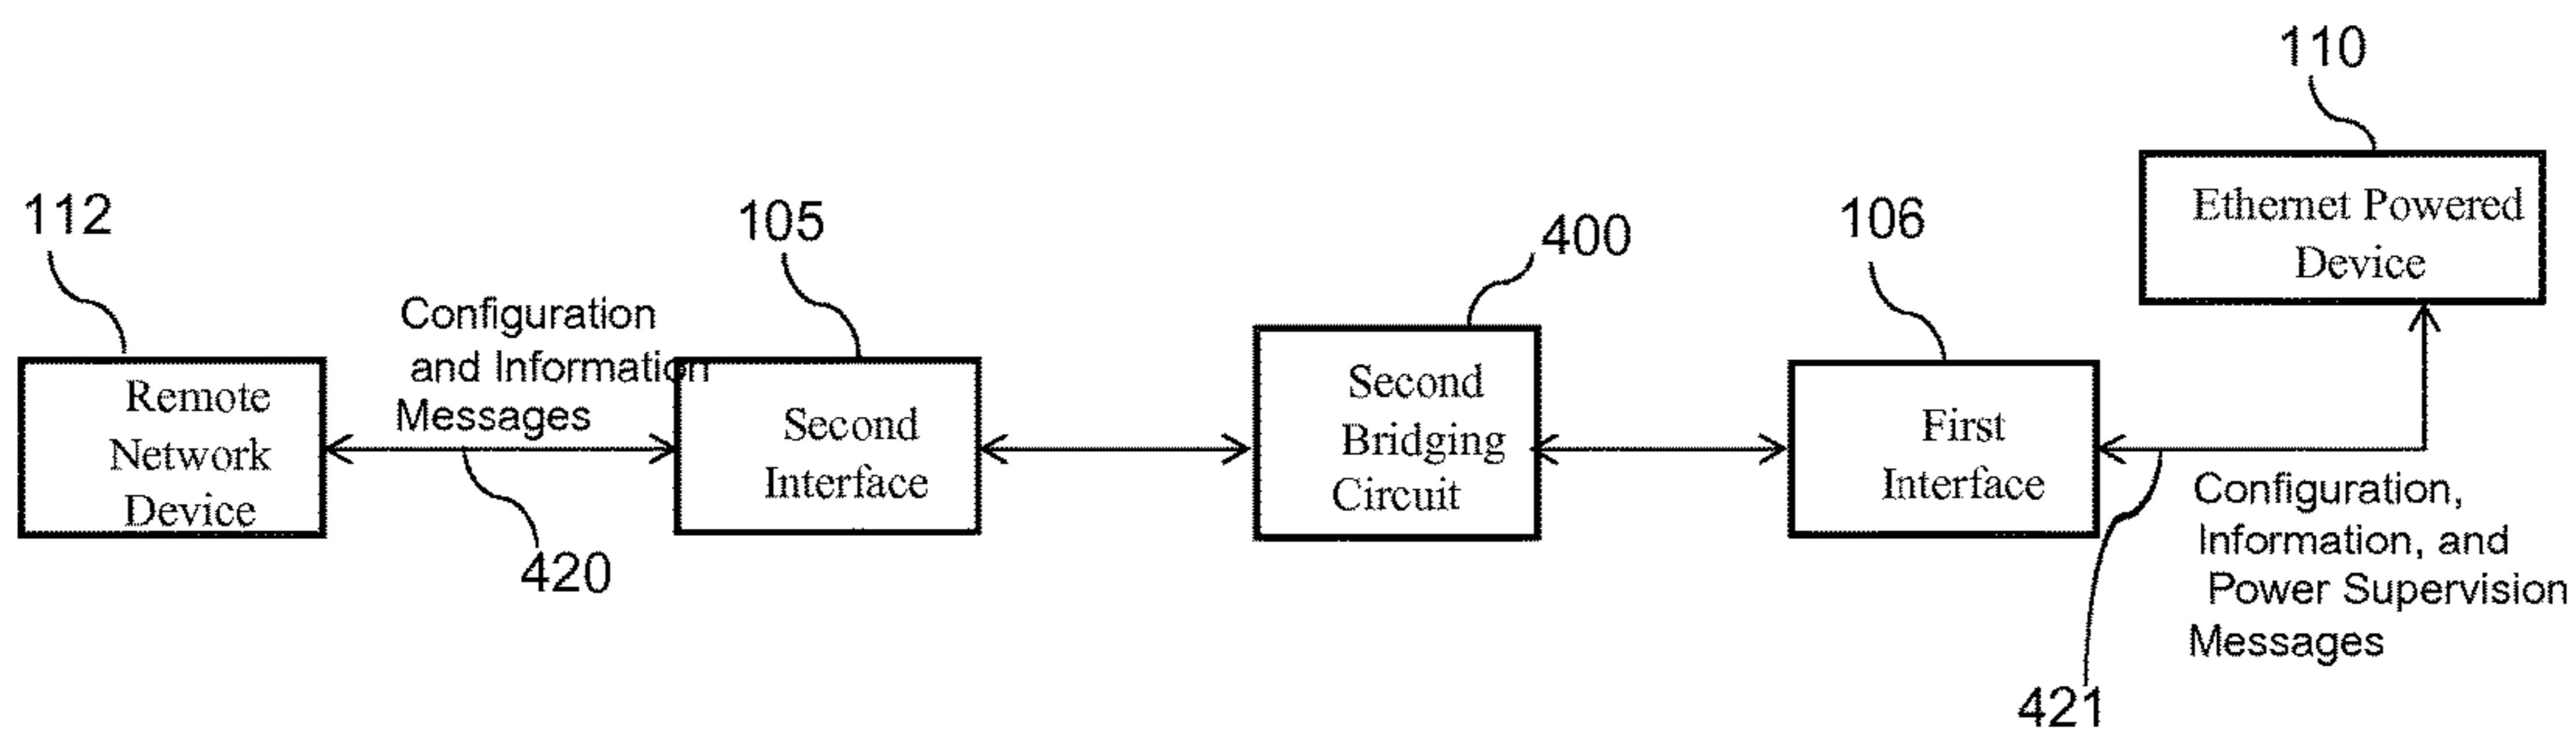 110
Ethernet Powered
Device
112
105
400
106
Configuration
and Information
Messages
Remote
Network
Device
Second
Interface
Second
Bridging
Circuit
First
Interface
420
Configuration,
Information, and
Power Supervision
Messages
421